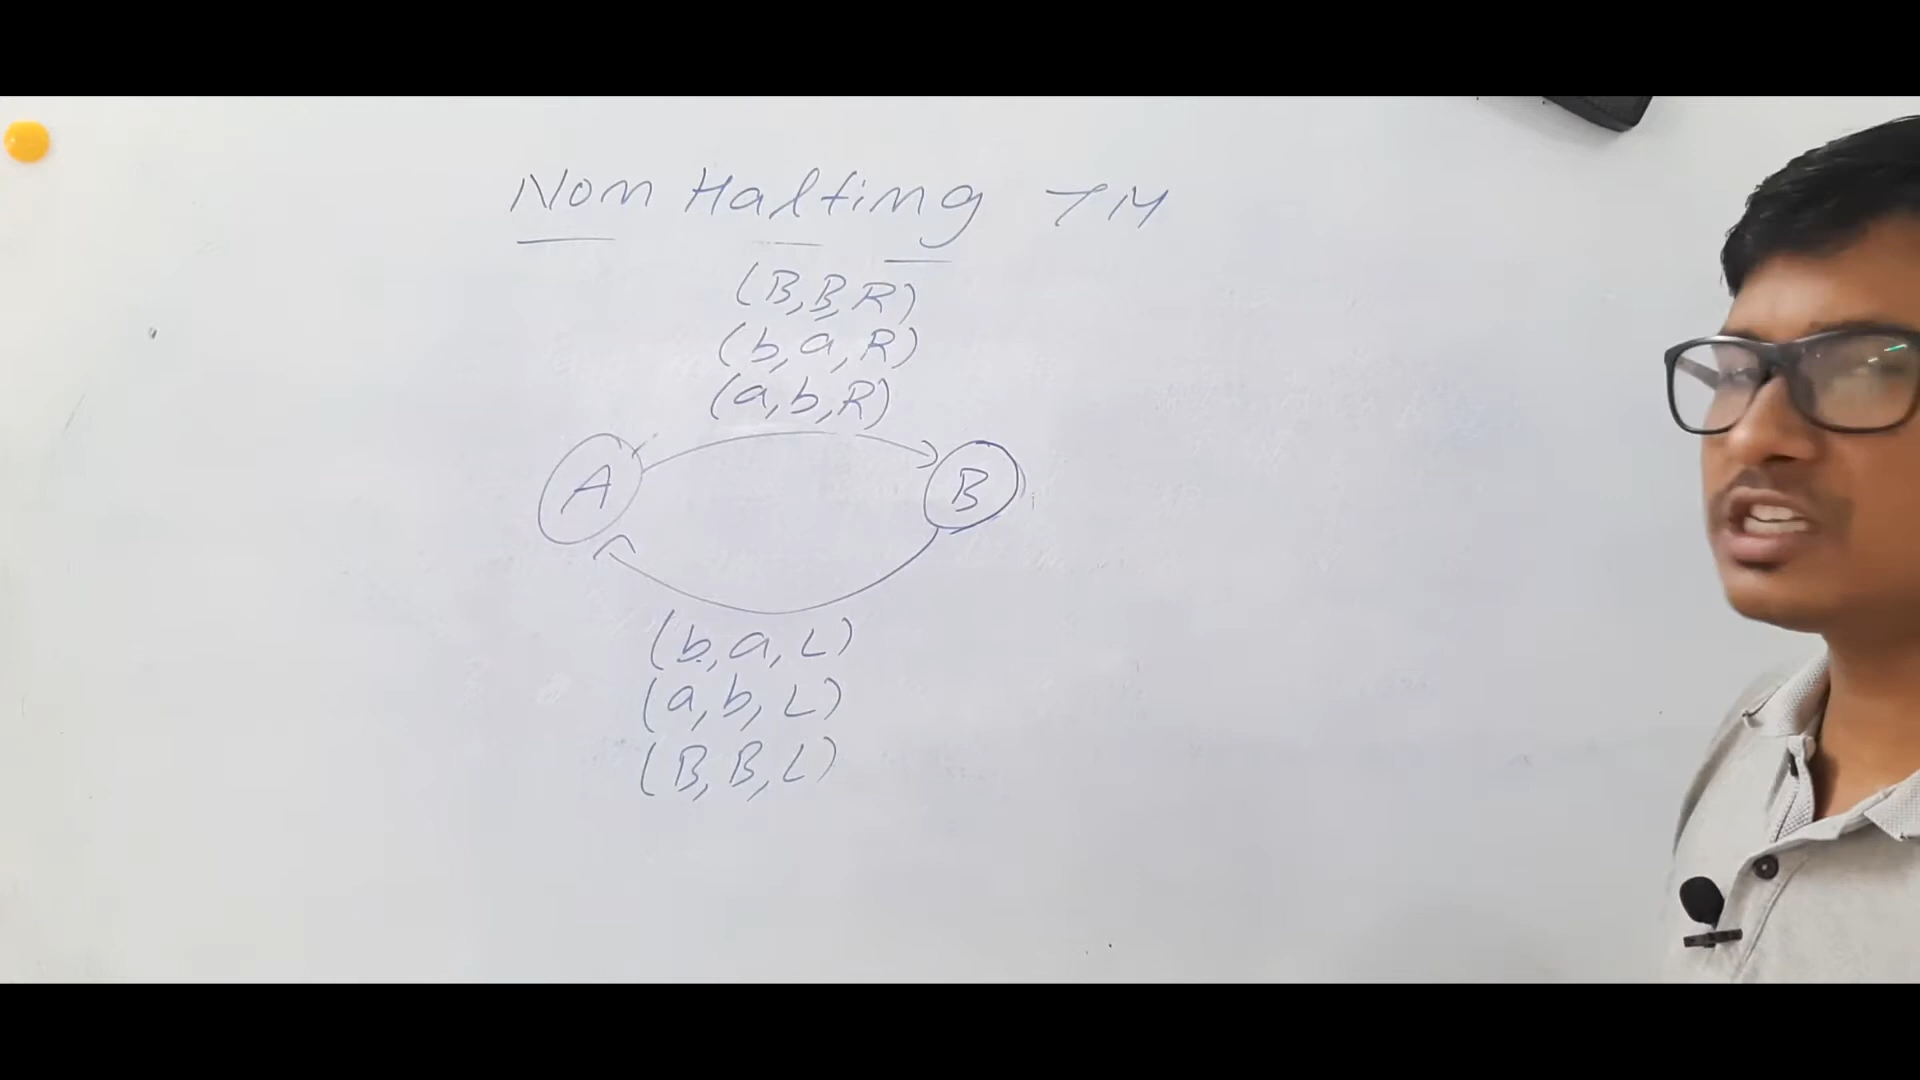 Non Halting TM
(B,B,R)
(b,a,R)
(a,b,R)
A
B
(b,a,L)
(a,b,L)
(B,B,L)